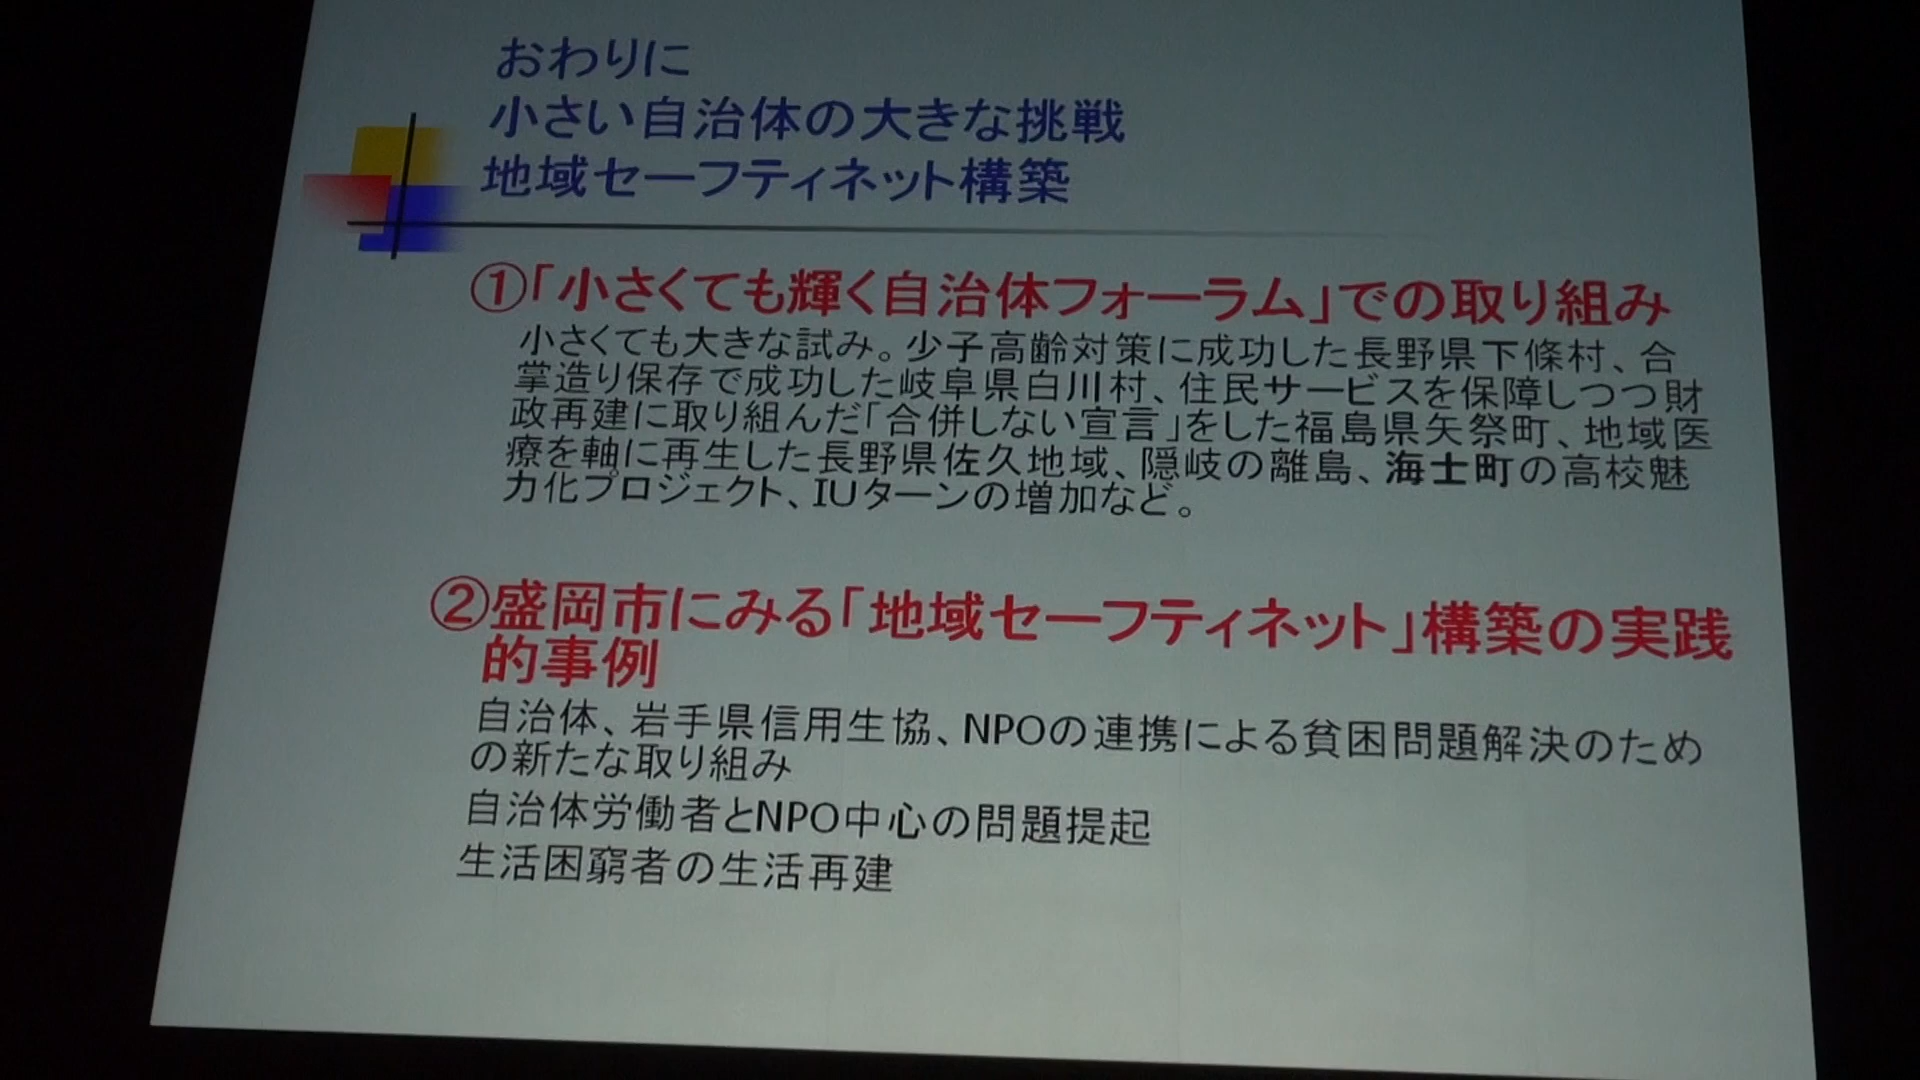 おわりに
小さい自治体の大きな挑戦
地域セーフティネット構築
①「小さくても輝く自治体フォーラム」での取り組み
小さくても大きな試み。少子高齢対策に成功した長野県下條村、合
掌造り保存で成功した岐阜県白川村、住民サービスを保障しつつ財
政再建に取り組んだ「合併しない宣言」をした福島県矢祭町、地域医
療を軸に再生した長野県佐久地域、隠岐の離島、海士町の高校魅
力化プロジェクト、IUターンの増加など。
②盛岡市にみる「地域セーフティネット」構築の実践
的事例
自治体、岩手県信用生協、NPOの連携による貧困問題解決のため
の新たな取り組み
自治体労働者とNPO中心の問題提起
生活困窮者の生活再建